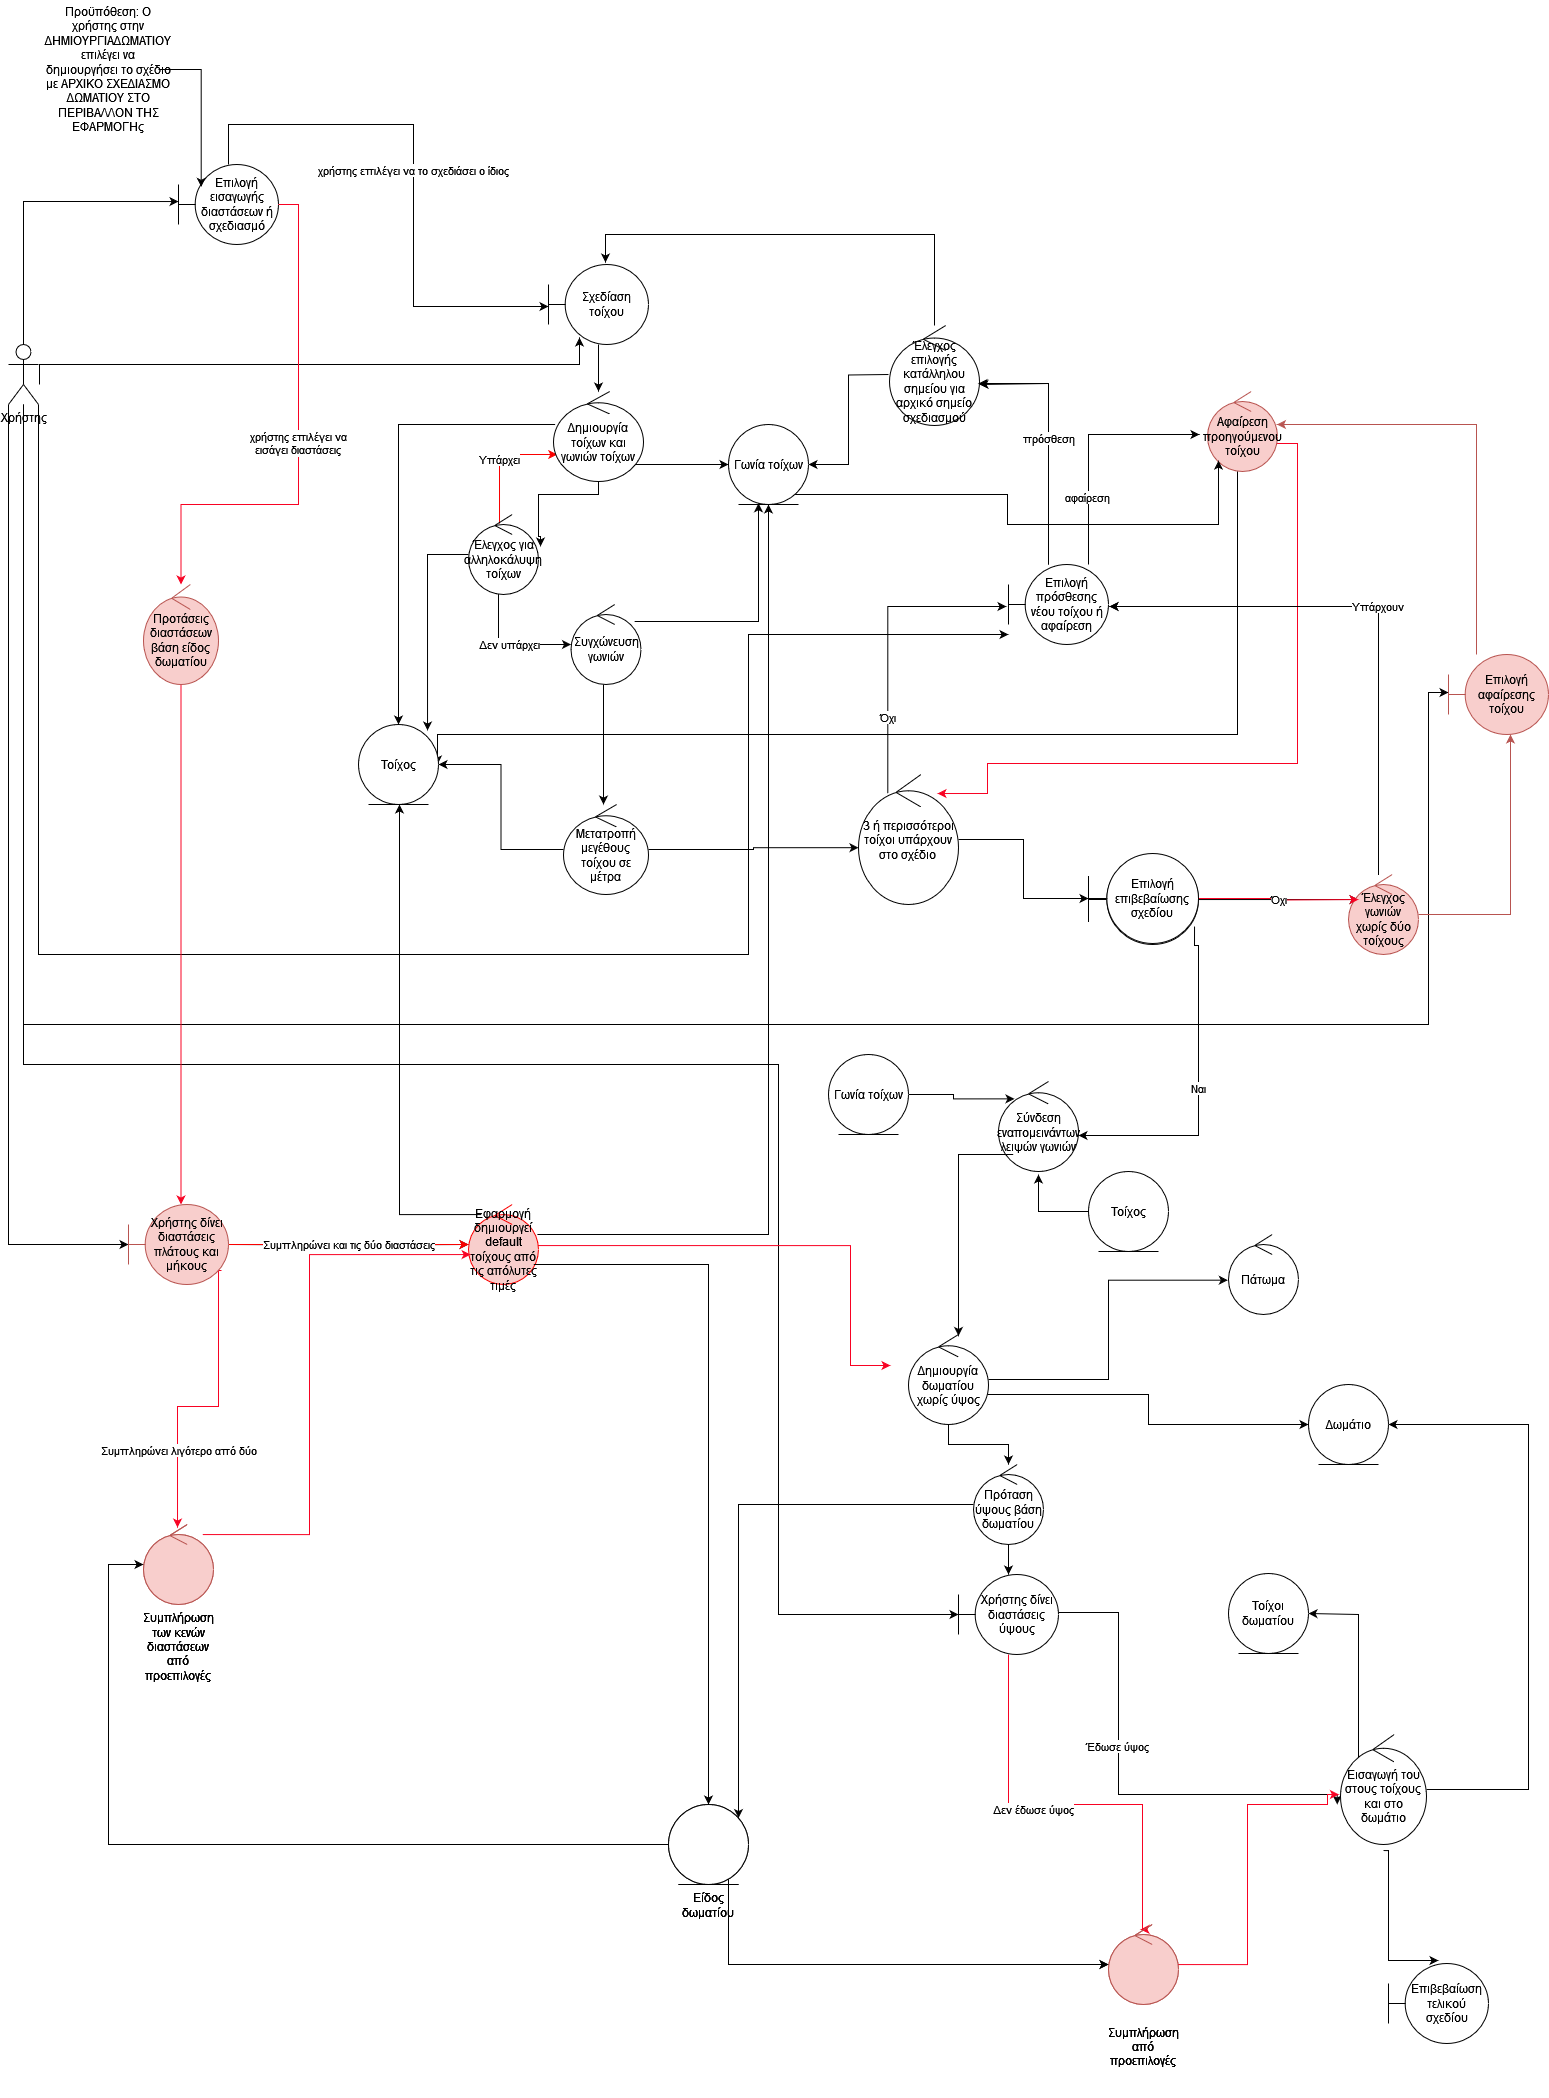 Προϋπόθεση: Ο
χρήστης στην
ΔΗΜΙΟΥΡΓΙΑΔΩΜΑΤΙΟΥ
επιλέγει να
δημιουργήσει το σχέδιο
με ΑΡΧΙΚΟ ΣΧΕΔΙΑΣΜΟ
ΔΩΜΑΤΙΟΥ ΣΤΟ
ΠΕΡΙΒΑΛΛΟΝ ΤΗΣ
ΕΦΑΡΜΟΓΗς
χρήστης επιλέγει να το σχεδιάσει ο ίδιος
Επιλογή
εισαγωγής
διαστάσεων ή
σχεδιασμό
Σχεδίαση
τοίχου
Έλεγχος
επιλογής
κατάλληλου
σημείου για
αρχικό σημείο
σχεδιασμού
Χρήστης
χρήστης επιλέγει να
εισάγει διαστάσεις
Δημιουργία
τοίχων και
γωνιών τοίχων
Υπάρχει
Γωνία τοίχων
πρόσθεση
αφαίρεση
Αφαίρεση
προηγούμενου
τοίχου
Έλεγχος για
αλληλοκάλυψη
τοίχων
Επιλογή
πρόσθεσης
νέου τοίχου ή
αφαίρεση
Υπάρχουν
Προτάσεις
διαστάσεων
βάση είδος
δωματίου
Δεν υπάρχει
Συγχώνευση
γωνιών
Επιλογή
αφαίρεσης
τοίχου
Όχι
Τοίχος
Μετατροπή
μεγέθους
τοίχου σε
μέτρα
3 ή περισσότεροι
τοίχοι υπάρχουν
στο σχέδιο
Επιλογή
επιβεβαίωσης
σχεδίου
Όχι
Έλεγχος
γωνιών
χωρίς δύο
τοίχους
Ναι
Γωνία τοίχων
Σύνδεση
εναπομεινάντων
λειψών γωνιών
Τοίχος
Χρήστης δίνει
διαστάσεις
πλάτους και
μήκους
Συμπληρώνει και τις δύο διαστάσεις
Εφαρμογή
δημιουργεί
default
τοίχους από
τις απόλυτες
τιμές
Πάτωμα
Δημιουργία
δωματίου
χωρίς ύψος
Δωμάτιο
Συμπληρώνει λιγότερο από δύο
Πρόταση
ύψους βάση
δωματίου
Χρήστης δίνει
διαστάσεις
ύψους
Τοίχοι
δωματίου
Συμπλήρωση
των κενών
διαστάσεων
από
προεπιλογές
Έδωσε ύψος
Δεν έδωσε ύψος
Εισαγωγή του
στους τοίχους
και στο
δωμάτιο
Είδος
δωματίου
Επιβεβαίωση
τελικού
σχεδίου
Συμπλήρωση
από
προεπιλογές